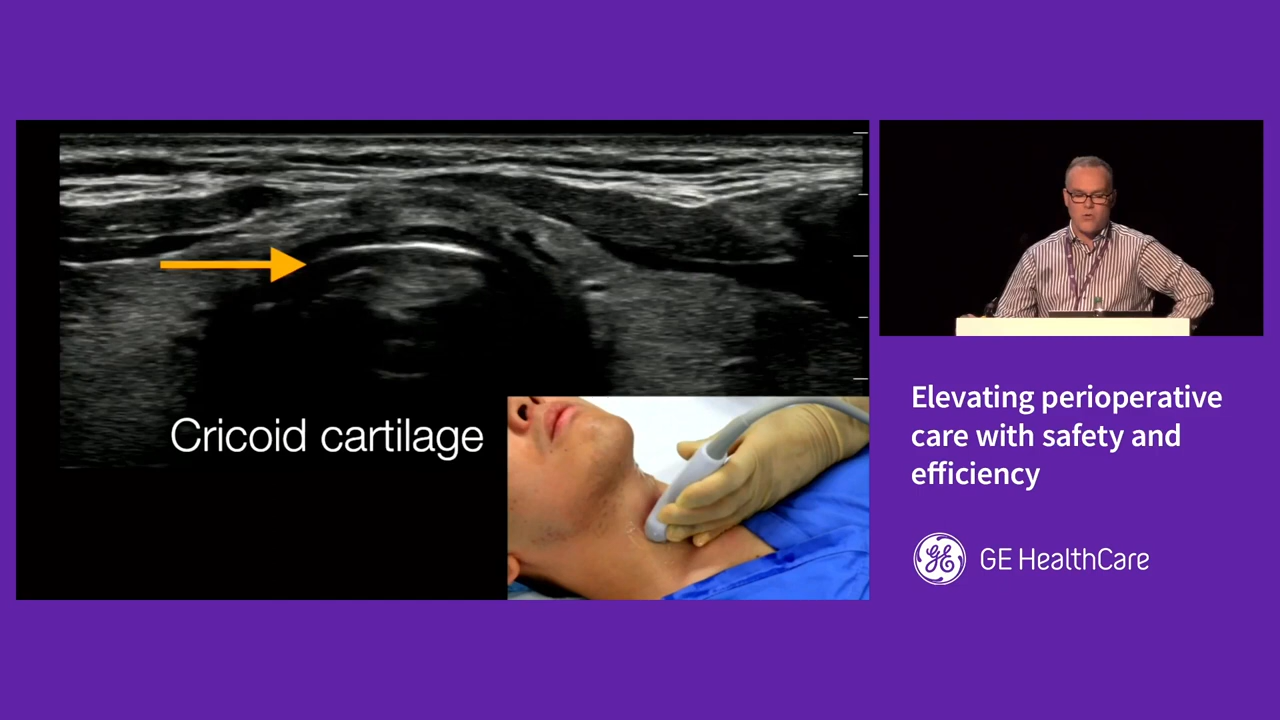 Cricoid cartilage
Elevating perioperative
care with safety and
efficiency
GE HealthCare